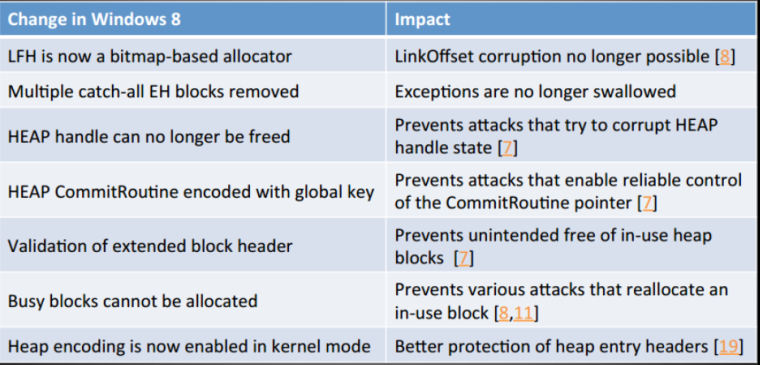 Change in Windows 8 Impact
LFH is now a bitmap-based allocator LinkOffset corruption no longer possible [8]
Multiple catch-all EH blocks removed Exceptions are no longer swallowed
HEAP handle can no longer be freed Prevents attacks that try to corrupt HEAP
handle state [7]
HEAP CommitRoutine encoded with global key Prevents attacks that enable reliable control
of the CommitRoutine pointer [7]
Validation of extended block header Prevents unintended free of in-use heap
blocks [7]
Busy blocks cannot be allocated Prevents various attacks that reallocate an
in-use block [8,11]
Heap encoding is now enabled in kernel mode Better protection of heap entry headers [19]